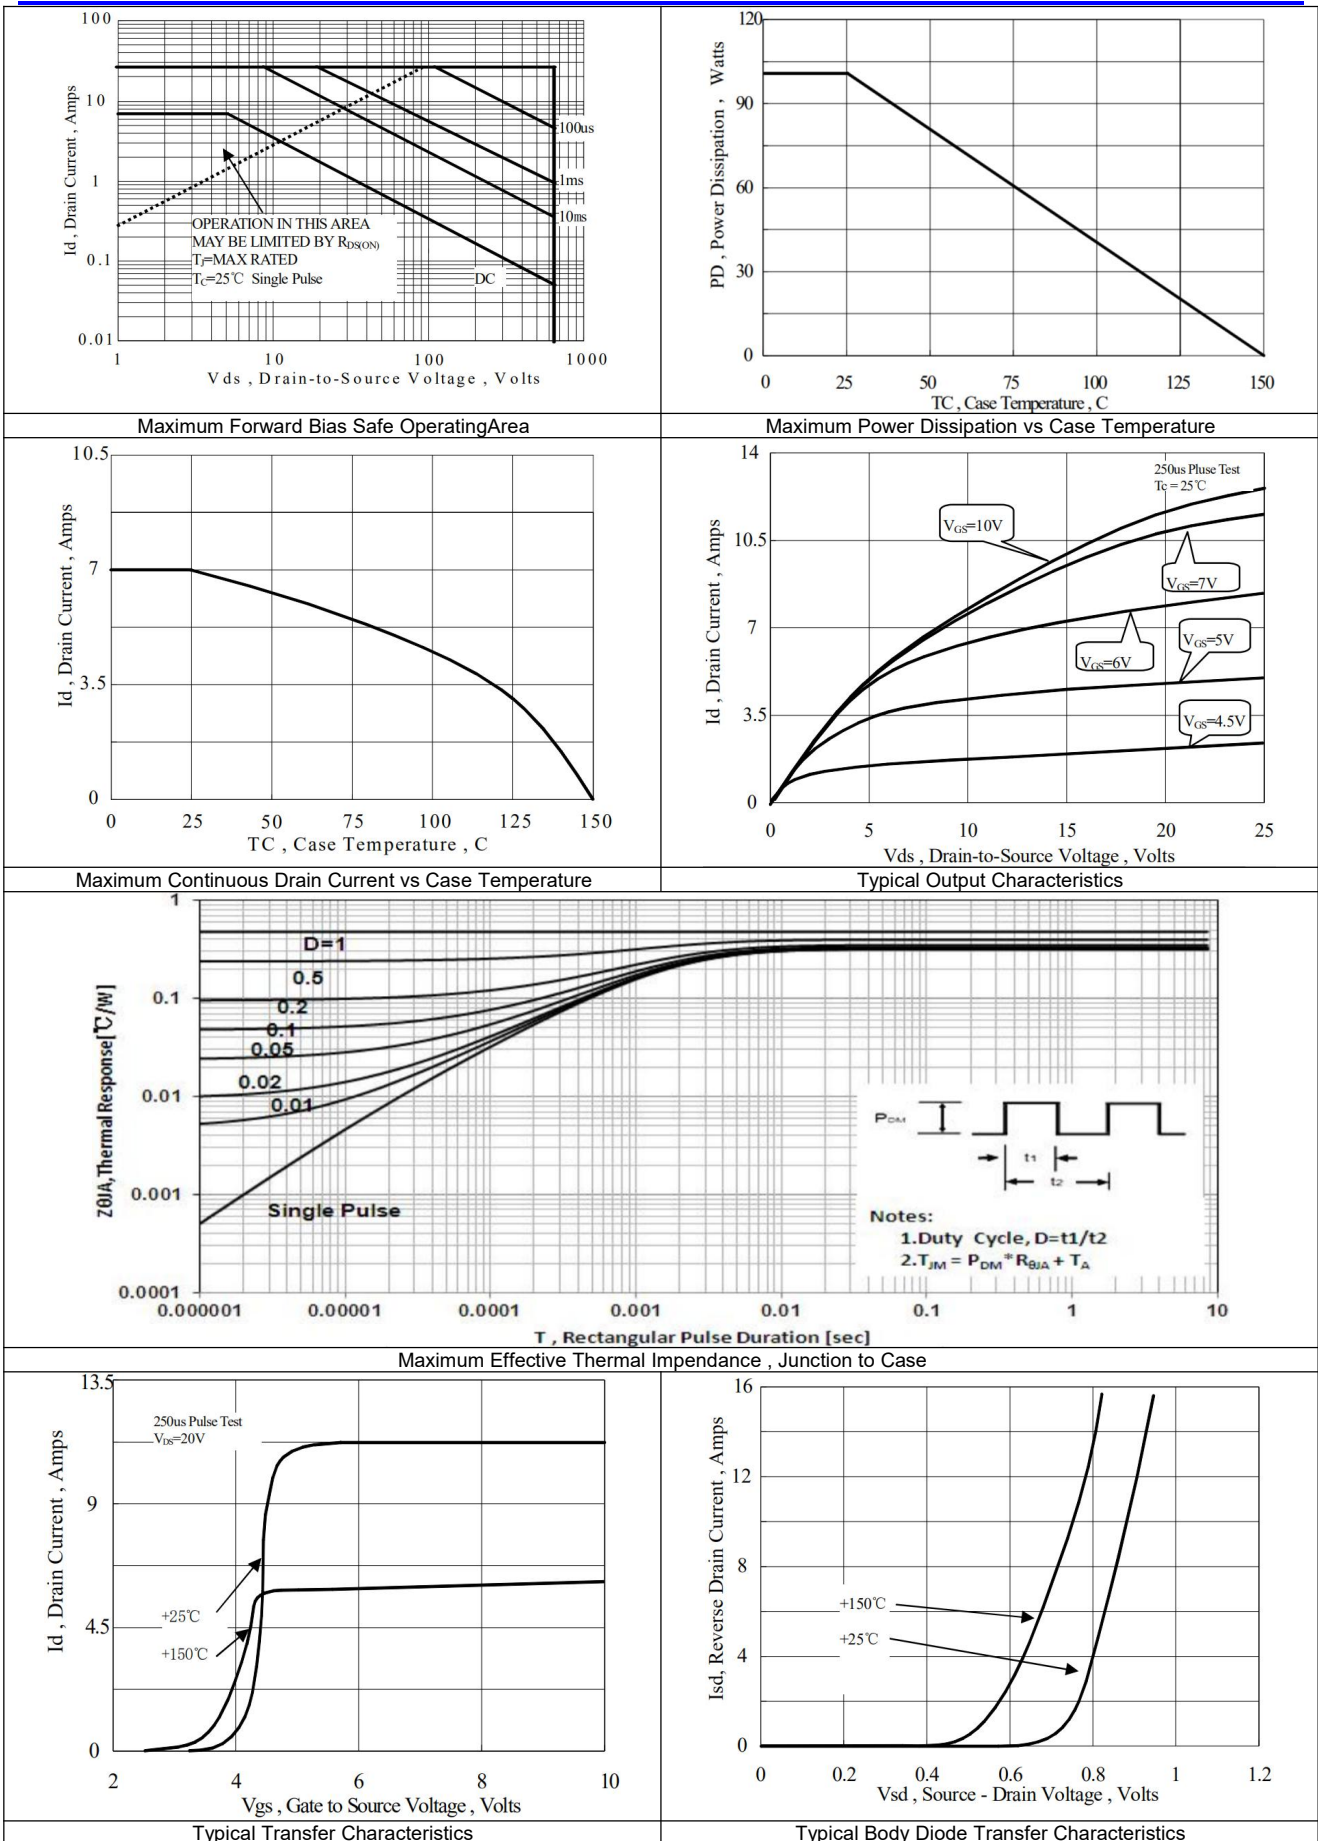 100
10
1
0.1
0.01
Id , Drain Current , Amps
100us
1ms
10ms
OPERATION IN THIS AREA
MAY BE LIMITED BY RDS(ON)
TJ=MAX RATED
TC=25℃ Single Pulse
DC
1 10 100 1000
Vds , Drain-to-Source Voltage , Volts
Maximum Forward Bias Safe OperatingArea
120
90
60
30
0
PD , Power Dissipation , Watts
0 25 50 75 100 125 150
TC , Case Temperature , C
Maximum Power Dissipation vs Case Temperature
10.5
7
3.5
0
Id , Drain Current , Amps
0 25 50 75 100 125 150
TC , Case Temperature , C
Maximum Continuous Drain Current vs Case Temperature
14
10.5
7
3.5
0
Id , Drain Current , Amps
250us Pluse Test
Tc = 25℃
VGS=10V
VGS=7V
VGS=6V
VGS=5V
VGS=4.5V
0 5 10 15 20 25
Vds , Drain-to-Source Voltage , Volts
Typical Output Characteristics
1
0.1
0.01
0.001
0.0001
ZθJA,Thermal Response[℃/W]
D=1
0.5
0.2
0.1
0.05
0.02
0.01
Single Pulse
PDM
t1
t2
Notes:
1.Duty Cycle, D=t1/t2
2.TJM = PDM*RθJA + TA
0.000001 0.00001 0.0001 0.001 0.01 0.1 1 10
T , Rectangular Pulse Duration [sec]
Maximum Effective Thermal Impendance , Junction to Case
13.5
9
4.5
0
Id , Drain Current , Amps
250us Pulse Test
VDS=20V
+25℃
+150℃
2 4 6 8 10
Vgs , Gate to Source Voltage , Volts
Typical Transfer Characteristics
16
12
8
4
0
Isd, Reverse Drain Current , Amps
+150℃
+25℃
0 0.2 0.4 0.6 0.8 1 1.2
Vsd , Source - Drain Voltage , Volts
Typical Body Diode Transfer Characteristics